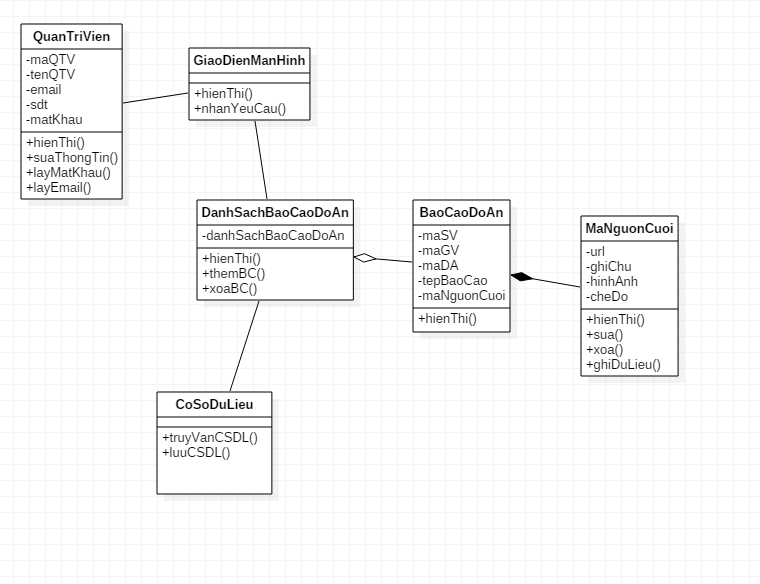 QuanTriVien
-maQTV
-tenQTV
-email
-sdt
-matKhau
+hienThi()
+suaThongTin()
+layMatKhau()
+layEmail()
GiaoDienManHinh
+hienThi()
+nhanYeuCau()
DanhSachBaoCaoDoAn
-danhSachBaoCaoDoAn
+hienThi()
+themBC()
+xoaBC()
BaoCaoDoAn
-maSV
-maGV
-maDA
-tepBaoCao
-maNguonCuoi
+hienThi()
MaNguonCuoi
-url
-ghiChu
-hinhAnh
-cheDo
+hienThi()
+sua()
+xoa()
+ghiDuLieu()
CoSoDuLieu
+truyVanCSDL()
+luuCSDL()